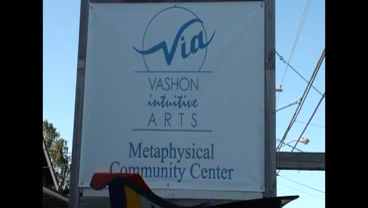 Via
VASHON
intuitive
ARTS
Metaphysical
Community Center